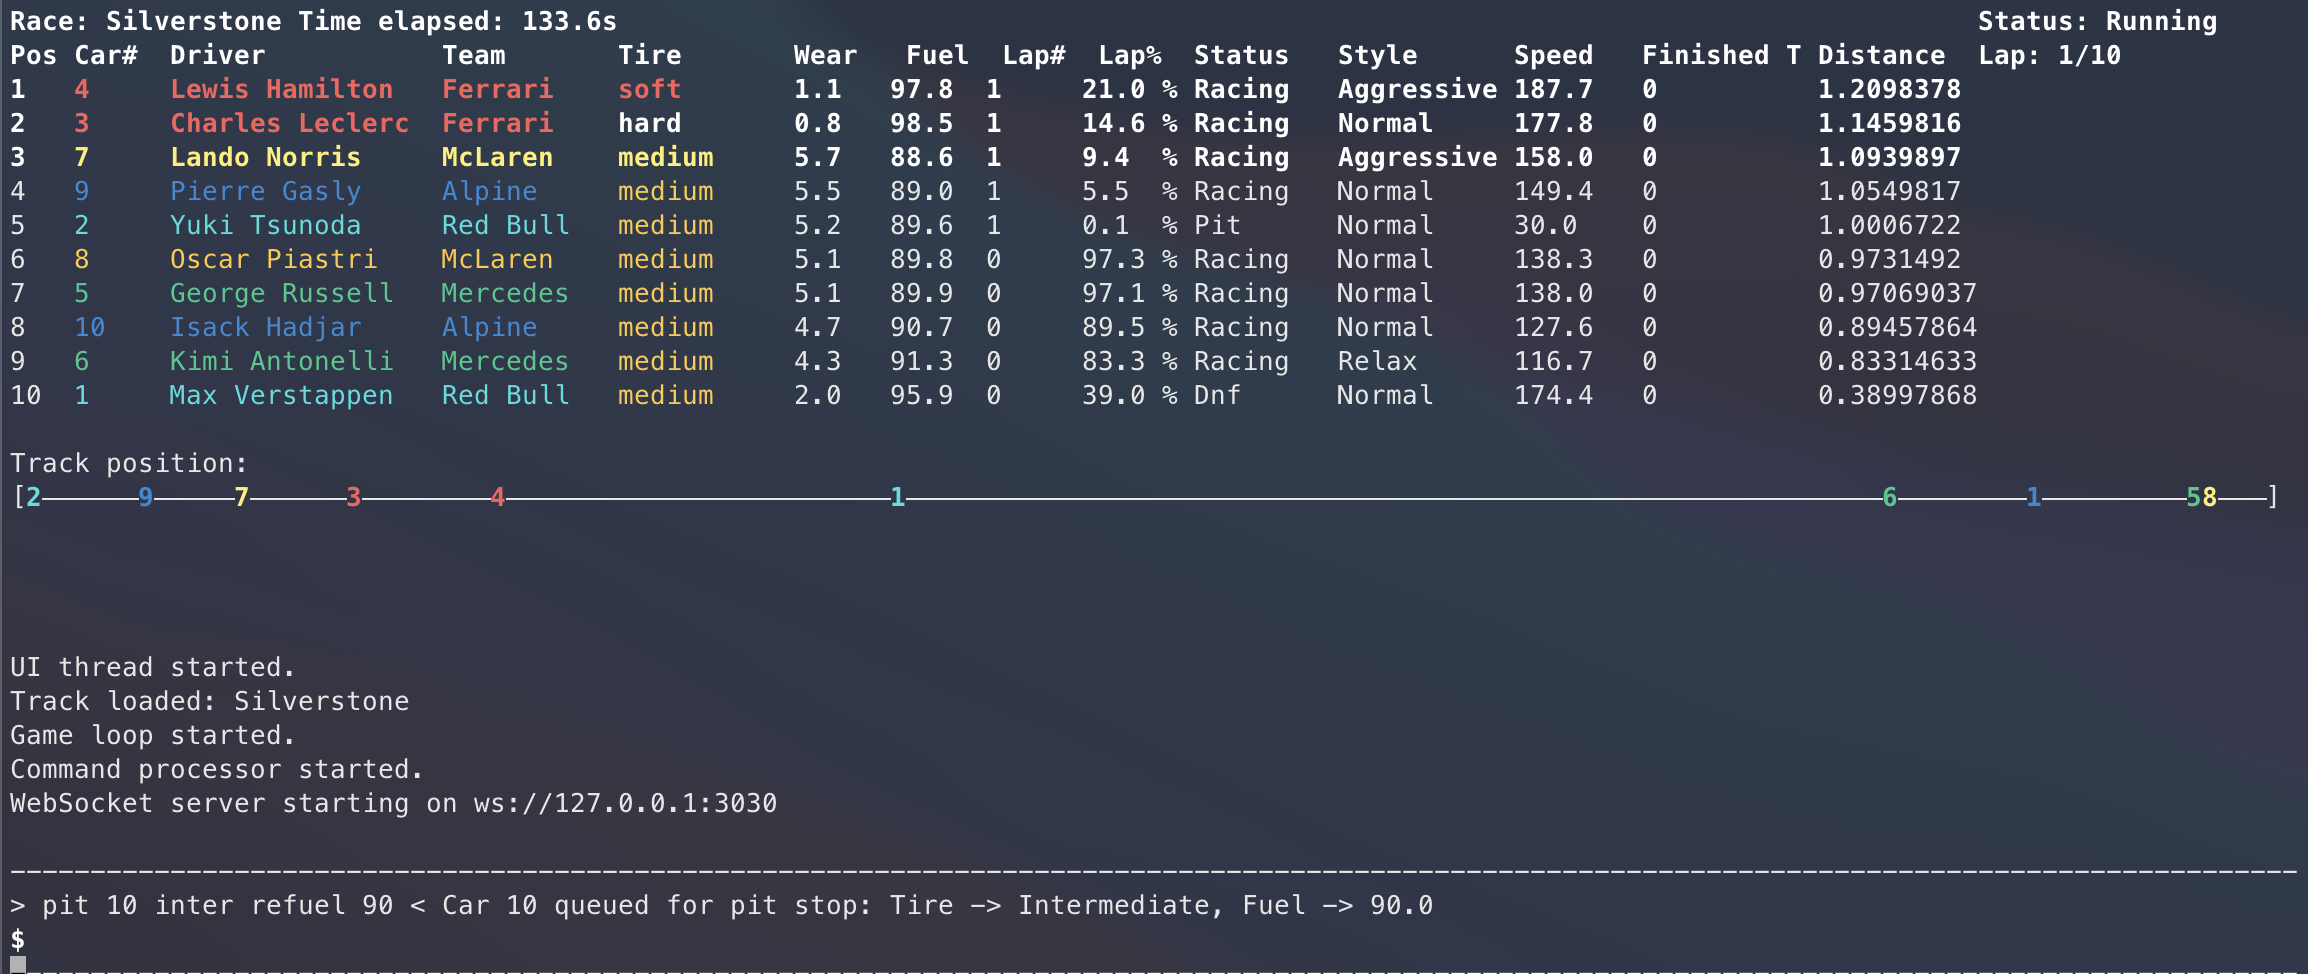 Race: Silverstone Time elapsed: 133.6s Status: Running
Pos Car# Driver Team Tire Wear Fuel Lap# Lap% Status Style Speed Finished T Distance Lap: 1/10
1 4 Lewis Hamilton Ferrari soft 1.1 97.8 1 21.0 % Racing Aggressive 187.7 0 1.2098378
2 3 Charles Leclerc Ferrari hard 0.8 98.5 1 14.6 % Racing Normal 177.8 0 1.1459816
3 7 Lando Norris McLaren medium 5.7 88.6 1 9.4 % Racing Aggressive 158.0 0 1.0939897
4 9 Pierre Gasly Alpine medium 5.5 89.0 1 5.5 % Racing Normal 149.4 0 1.0549817
5 2 Yuki Tsunoda Red Bull medium 5.2 89.6 1 0.1 % Pit Normal 30.0 0 1.0006722
6 8 Oscar Piastri McLaren medium 5.1 89.8 0 97.3 % Racing Normal 138.3 0 0.9731492
7 5 George Russell Mercedes medium 5.1 89.9 0 97.1 % Racing Normal 138.0 0 0.97069037
8 10 Isack Hadjar Alpine medium 4.7 90.7 0 89.5 % Racing Normal 127.6 0 0.89457864
9 6 Kimi Antonelli Mercedes medium 4.3 91.3 0 83.3 % Racing Relax 116.7 0 0.83314633
10 1 Max Verstappen Red Bull medium 2.0 95.9 0 39.0 % Dnf Normal 174.4 0 0.38997868
Track position:
[2———————9—————7——————3————————4————————————————————————1—————————————————————————————————————————————————————————————6————————1—————————58———]
UI thread started.
Track loaded: Silverstone
Game loop started.
Command processor started.
WebSocket server starting on ws://127.0.0.1:3030
> pit 10 inter refuel 90 < Car 10 queued for pit stop: Tire -> Intermediate, Fuel -> 90.0
$